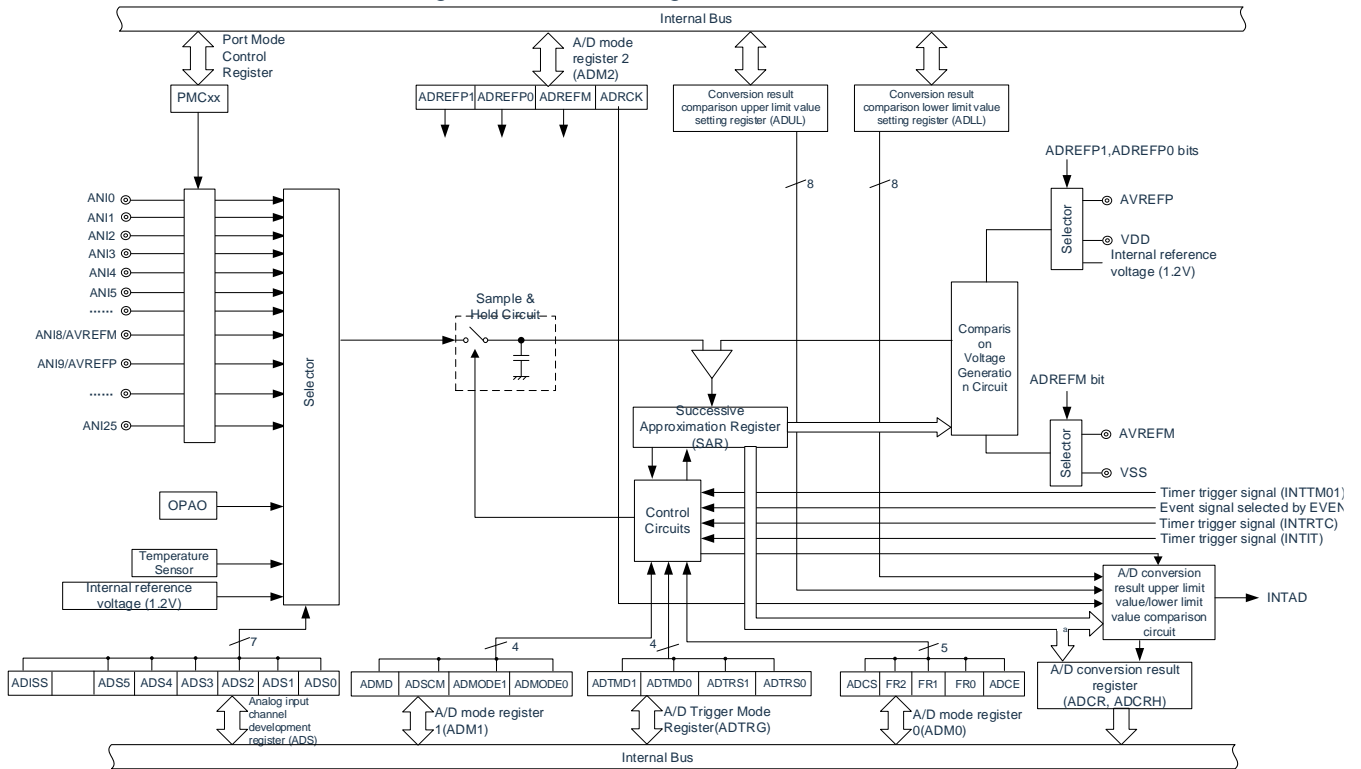 Internal Bus
Port Mode
Control
Register
A/D mode
register 2
(ADM2)
PMCxx
ADREFP1 ADREFP0 ADREFM ADRCK
Conversion result
comparison upper limit value
setting register (ADUL)
Conversion result
comparison lower limit value
setting register (ADLL)
ADREFP1,ADREFP0 bits
8
8
Selector
AVREFP
VDD
Internal reference
voltage (1.2V)
ANI0
ANI1
ANI2
ANI3
ANI4
ANI5
......
ANI8/AVREFM
ANI9/AVREFP
......
ANI25
Selector
Sample &
Hold Circuit
Comparis
on
Voltage
Generatio
n Circuit
ADREFM bit
Selector
AVREFM
VSS
Successive
Approximation Register
(SAR)
OPAO
Control
Circuits
Timer trigger signal (INTTM01)
Event signal selected by EVEN
Timer trigger signal (INTRTC)
Timer trigger signal (INTIT)
Temperature
Sensor
Internal reference
voltage (1.2V)
A/D conversion
result upper limit
value/lower limit
value comparison
circuit
INTAD
7
4
4
5
ADISS ADS5 ADS4 ADS3 ADS2 ADS1 ADS0
ADMD ADSCM ADMODE1 ADMODE0
ADTMD1 ADTMD0 ADTRS1 ADTRS0
ADCS FR2 FR1 FR0 ADCE
A/D conversion result
register
(ADCR, ADCRH)
Analog input
channel
development
register (ADS)
A/D mode register
1(ADM1)
A/D Trigger Mode
Register(ADTRG)
A/D mode register
0(ADM0)
Internal Bus